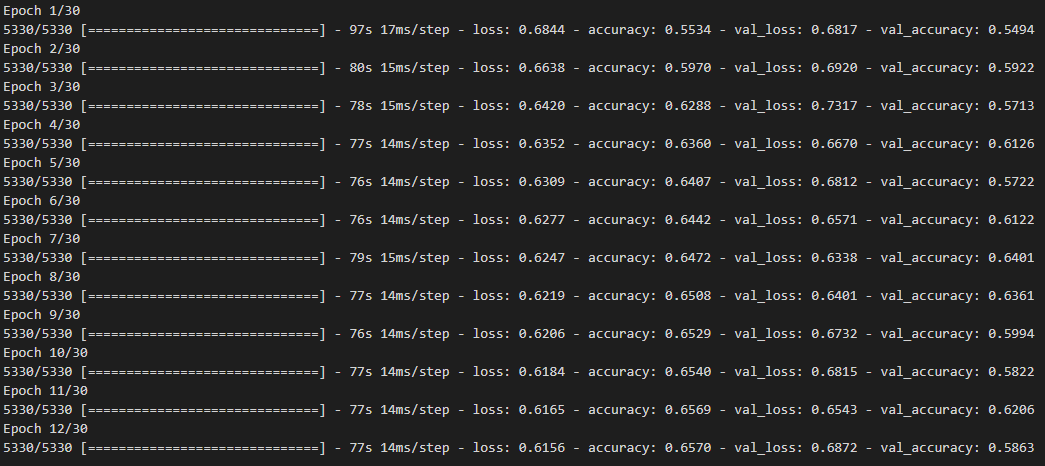 Epoch 1/30
5330/5330 [==============================] - 97s 17ms/step - loss: 0.6844 - accuracy: 0.5534 - val_loss: 0.6817 - val_accuracy: 0.5494
Epoch 2/30
5330/5330 [==============================] - 80s 15ms/step - loss: 0.6638 - accuracy: 0.5970 - val_loss: 0.6920 - val_accuracy: 0.5922
Epoch 3/30
5330/5330 [==============================] - 78s 15ms/step - loss: 0.6420 - accuracy: 0.6288 - val_loss: 0.7317 - val_accuracy: 0.5713
Epoch 4/30
5330/5330 [==============================] - 77s 14ms/step - loss: 0.6352 - accuracy: 0.6360 - val_loss: 0.6670 - val_accuracy: 0.6126
Epoch 5/30
5330/5330 [==============================] - 76s 14ms/step - loss: 0.6309 - accuracy: 0.6407 - val_loss: 0.6812 - val_accuracy: 0.5722
Epoch 6/30
5330/5330 [==============================] - 76s 14ms/step - loss: 0.6277 - accuracy: 0.6442 - val_loss: 0.6571 - val_accuracy: 0.6122
Epoch 7/30
5330/5330 [==============================] - 79s 15ms/step - loss: 0.6247 - accuracy: 0.6472 - val_loss: 0.6338 - val_accuracy: 0.6401
Epoch 8/30
5330/5330 [==============================] - 77s 14ms/step - loss: 0.6219 - accuracy: 0.6508 - val_loss: 0.6401 - val_accuracy: 0.6361
Epoch 9/30
5330/5330 [==============================] - 76s 14ms/step - loss: 0.6206 - accuracy: 0.6529 - val_loss: 0.6732 - val_accuracy: 0.5994
Epoch 10/30
5330/5330 [==============================] - 77s 14ms/step - loss: 0.6184 - accuracy: 0.6540 - val_loss: 0.6815 - val_accuracy: 0.5822
Epoch 11/30
5330/5330 [==============================] - 77s 14ms/step - loss: 0.6165 - accuracy: 0.6569 - val_loss: 0.6543 - val_accuracy: 0.6206
Epoch 12/30
5330/5330 [==============================] - 77s 14ms/step - loss: 0.6156 - accuracy: 0.6570 - val_loss: 0.6872 - val_accuracy: 0.5863